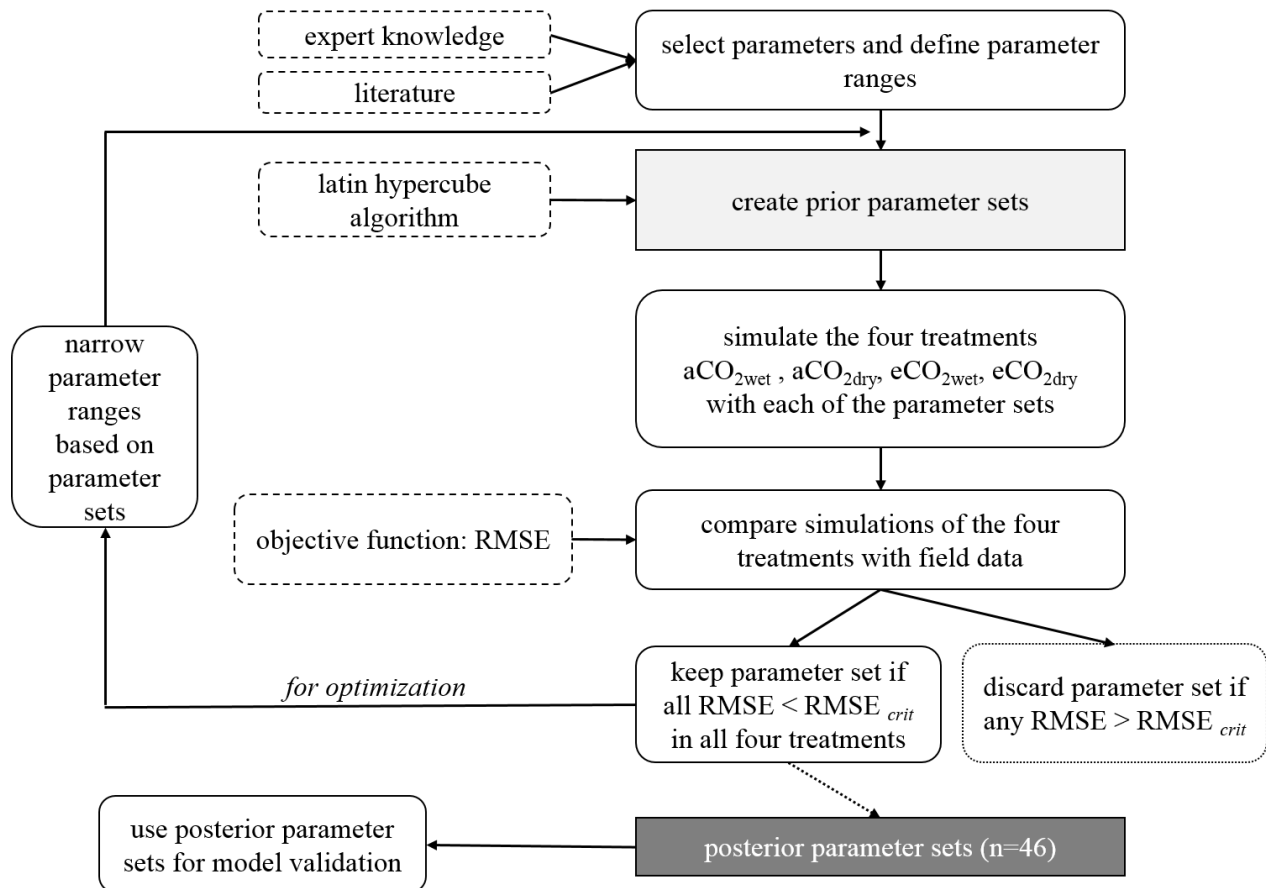 expert knowledge
literature
select parameters and define parameter
ranges
latin hypercube
algorithm
create prior parameter sets
simulate the four treatments
aCO2wet , aCO2dry, eCO2wet, eCO2dry
with each of the parameter sets
narrow
parameter
ranges
based on
parameter
sets
objective function: RMSE
compare simulations of the four
treatments with field data
for optimization
keep parameter set if
all RMSE < RMSE crit
in all four treatments
discard parameter set if
any RMSE > RMSE crit
use posterior parameter
sets for model validation
posterior parameter sets (n=46)